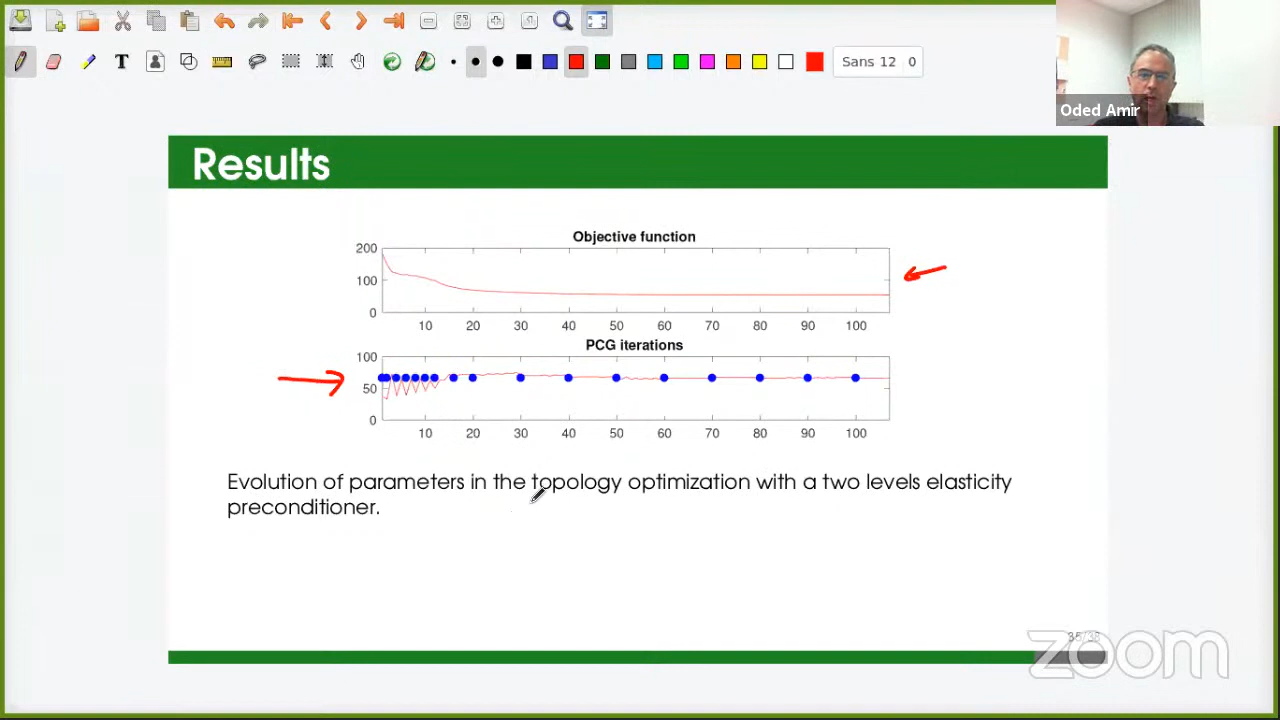 Sans 12 0
Oded Amir
Results
Objective function
200
100
0
10 20 30 40 50 60 70 80 90 100
PCG iterations
100
50
0
10 20 30 40 50 60 70 80 90 100
Evolution of parameters in the topology optimization with a two levels elasticity
preconditioner.
zoom